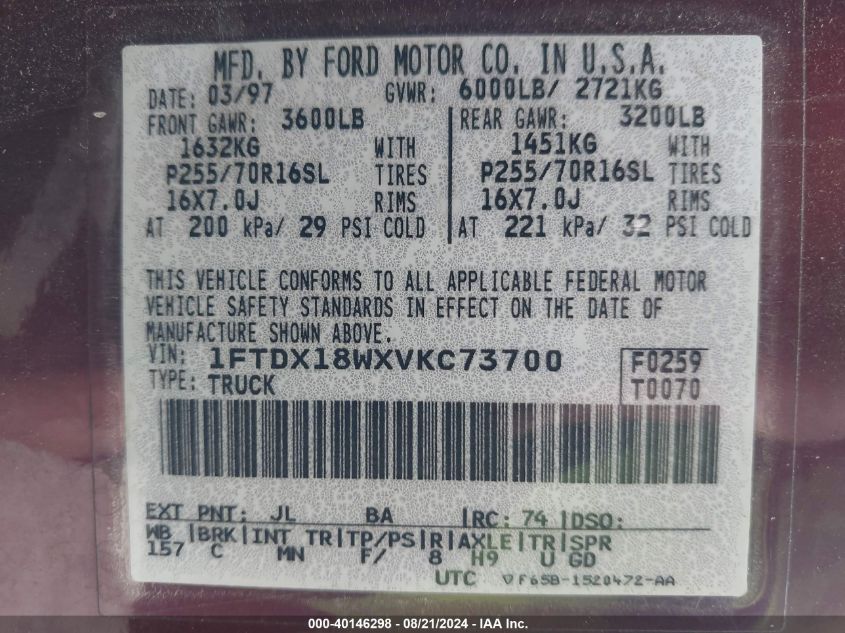 MFD. BY FORD MOTOR CO. IN U.S.A.
DATE: 03/97 GVWR: 6000LB/ 2721KG
FRONT GAWR: 3600LB REAR GAWR: 3200LB
1632KG WITH 1451KG WITH
P255/70R16SL TIRES P255/70R16SL TIRES
16X7.0J RIMS 16X7.0J RIMS
AT 200 kPa/ 29 PSI COLD AT 221 kPa/ 32 PSI COLD
THIS VEHICLE CONFORMS TO ALL APPLICABLE FEDERAL MOTOR
VEHICLE SAFETY STANDARDS IN EFFECT ON THE DATE OF
MANUFACTURE SHOWN ABOVE.
VIN: 1FTDX18WXVKC73700 F0259
TYPE: TRUCK T0070
EXT PNT: JL BA RC: 74 DSO:
WB BRK INT TR TP/PS R AXLE TR SPR
157 C MN F/ 8 H9 U GD
UTC F65B-1520472-AA
000-40146298 - 08/21/2024 - IAA Inc.